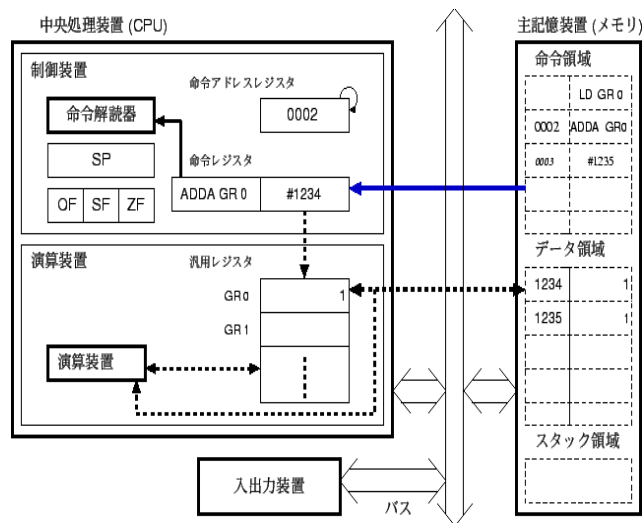 中央処理装置 (CPU)
制御装置
命令解読器
SP
OF SF ZF
命令アドレスレジスタ
0002
命令レジスタ
ADDA GR 0 #1234
演算装置
汎用レジスタ
GR0 1
GR 1
演算装置
入出力装置
バス
主記憶装置 (メモリ)
命令領域
LD GR 0
0002 ADDA GR0
0003 #1235
データ領域
1234 1
1235 1
スタック領域